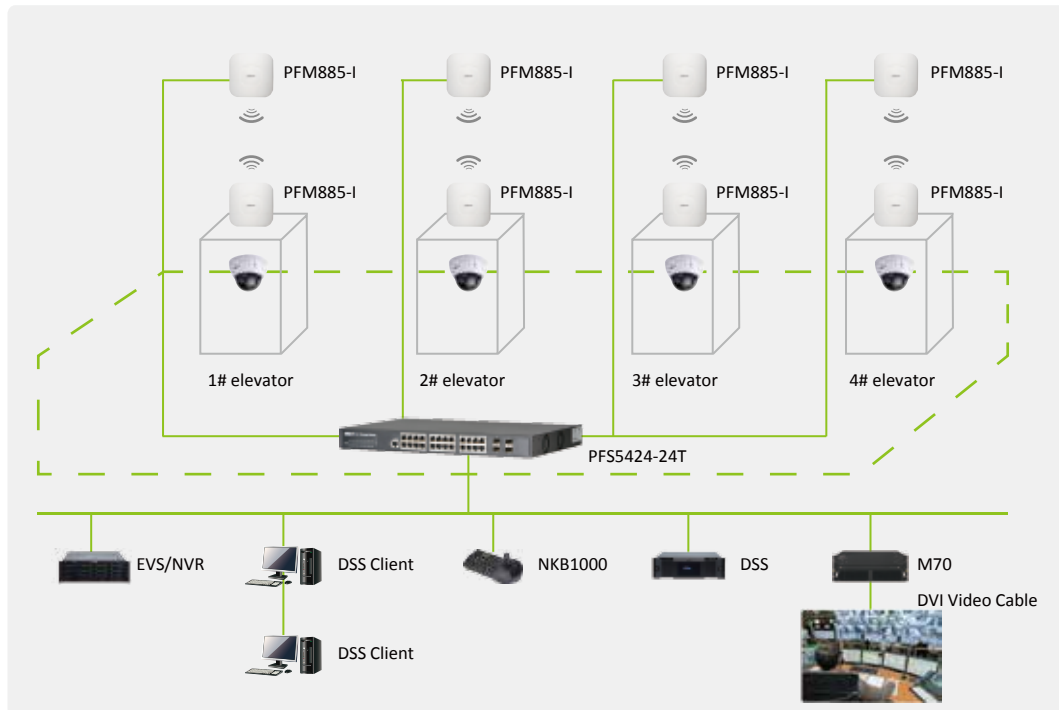 PFM885-I PFM885-I PFM885-I PFM885-I
PFM885-I PFM885-I PFM885-I PFM885-I
1# elevator 2# elevator 3# elevator 4# elevator
PFS5424-24T
EVS/NVR DSS Client NKB1000 DSS M70
DVI Video Cable
DSS Client